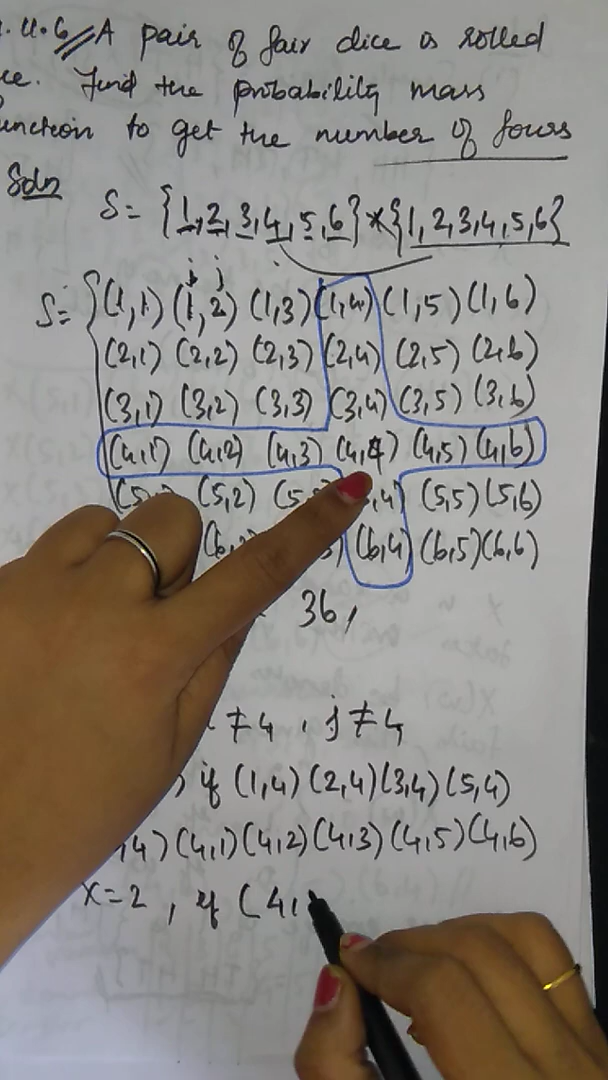 .4.6 A pair of fair dice is rolled
Find the probability mass
to get the number of fours
Soln
S = {1, 2, 3, 4, 5, 6} × {1, 2, 3, 4, 5, 6}
i j
S = {(1,1) (1,2) (1,3) (1,4) (1,5) (1,6)
(2,1) (2,2) (2,3) (2,4) (2,5) (2,6)
(3,1) (3,2) (3,3) (3,4) (3,5) (3,6)
(4,1) (4,2) (4,3) (4,4) (4,5) (4,6)
(5,2) ,4) (5,5) (5,6)
(6,4) (6,5) (6,6)
36,
≠ 4, j ≠ 4
) if (1,4) (2,4) (3,4) (5,4)
,4) (4,1) (4,2) (4,3) (4,5) (4,6)
X = 2, if (4,